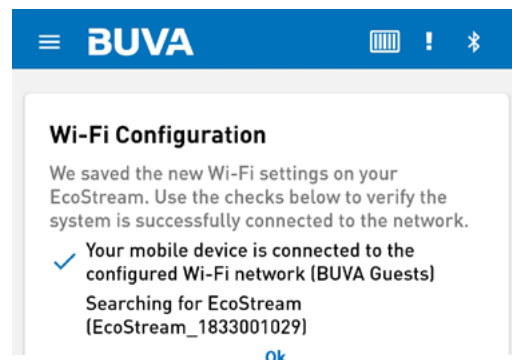 BUVA
Wi-Fi Configuration
We saved the new Wi-Fi settings on your
EcoStream. Use the checks below to verify the
system is successfully connected to the network.
Your mobile device is connected to the
configured Wi-Fi network (BUVA Guests)
Searching for EcoStream
(EcoStream_1833001029)
Ok